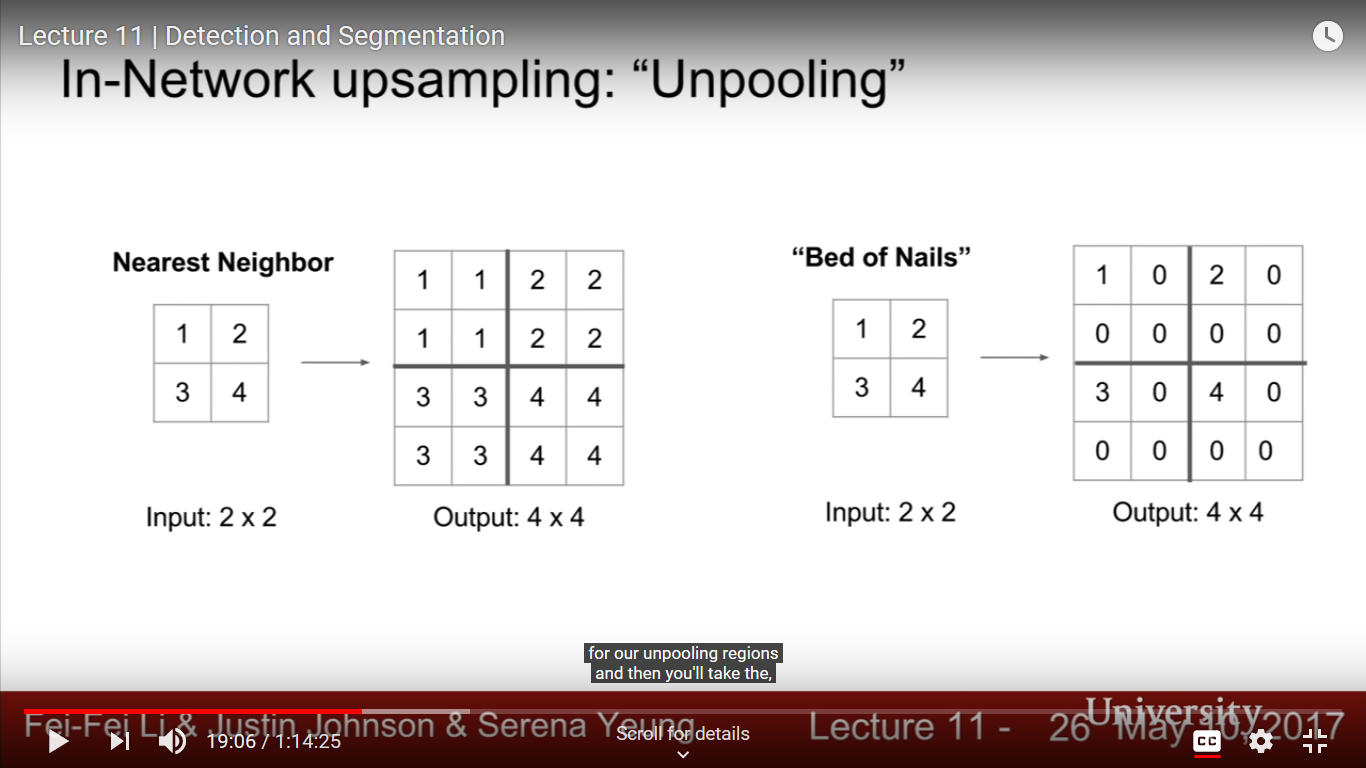 Lecture 11 | Detection and Segmentation
In-Network upsampling: “Unpooling”
Nearest Neighbor
1 2
3 4
Input: 2 x 2
1 1 2 2
1 1 2 2
3 3 4 4
3 3 4 4
Output: 4 x 4
“Bed of Nails”
1 2
3 4
Input: 2 x 2
1 0 2 0
0 0 0 0
3 0 4 0
0 0 0 0
Output: 4 x 4
for our unpooling regions
and then you'll take the,
Fei-Fei Li & Justin Johnson & Serena Yeung
Lecture 11 - 26
University
May 10, 2017
19:06 / 1:14:25
Scroll for details
CC